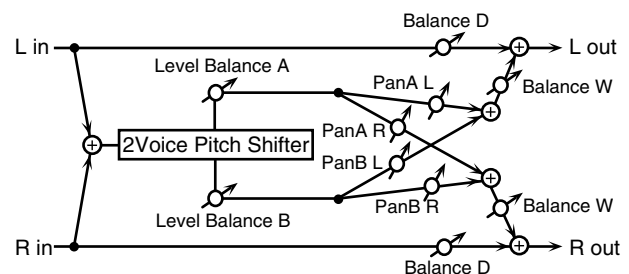 Balance D
L in
L out
Level Balance A
PanA L
Balance W
PanA R
2Voice Pitch Shifter
PanB L
PanB R
Level Balance B
Balance W
R in
R out
Balance D